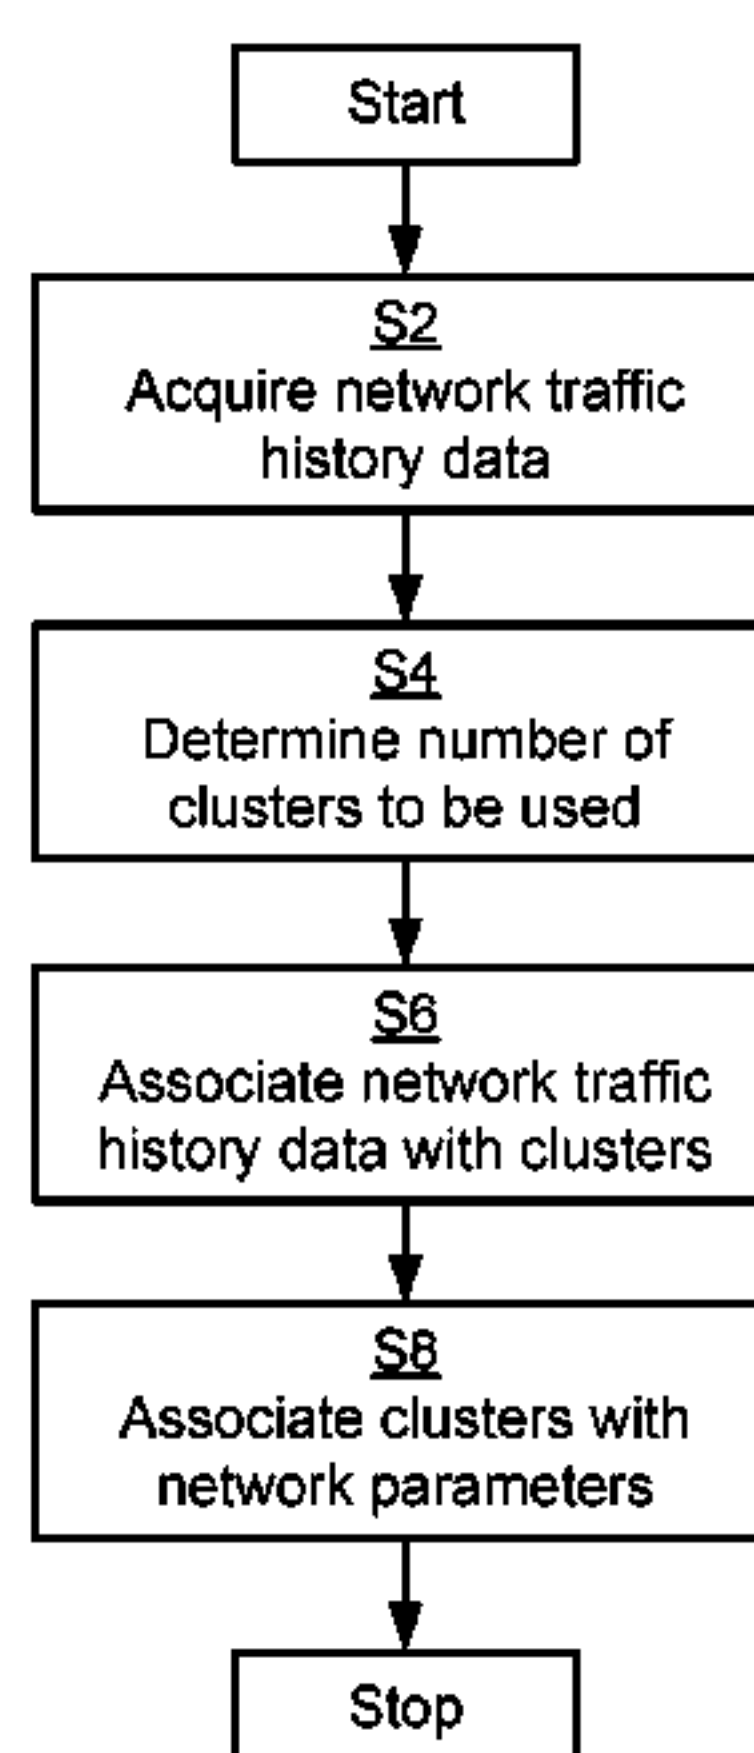 Start
S2
Acquire network traffic
history data
S4
Determine number of
clusters to be used
S6
Associate network traffic
history data with clusters
S8
Associate clusters with
network parameters
Stop